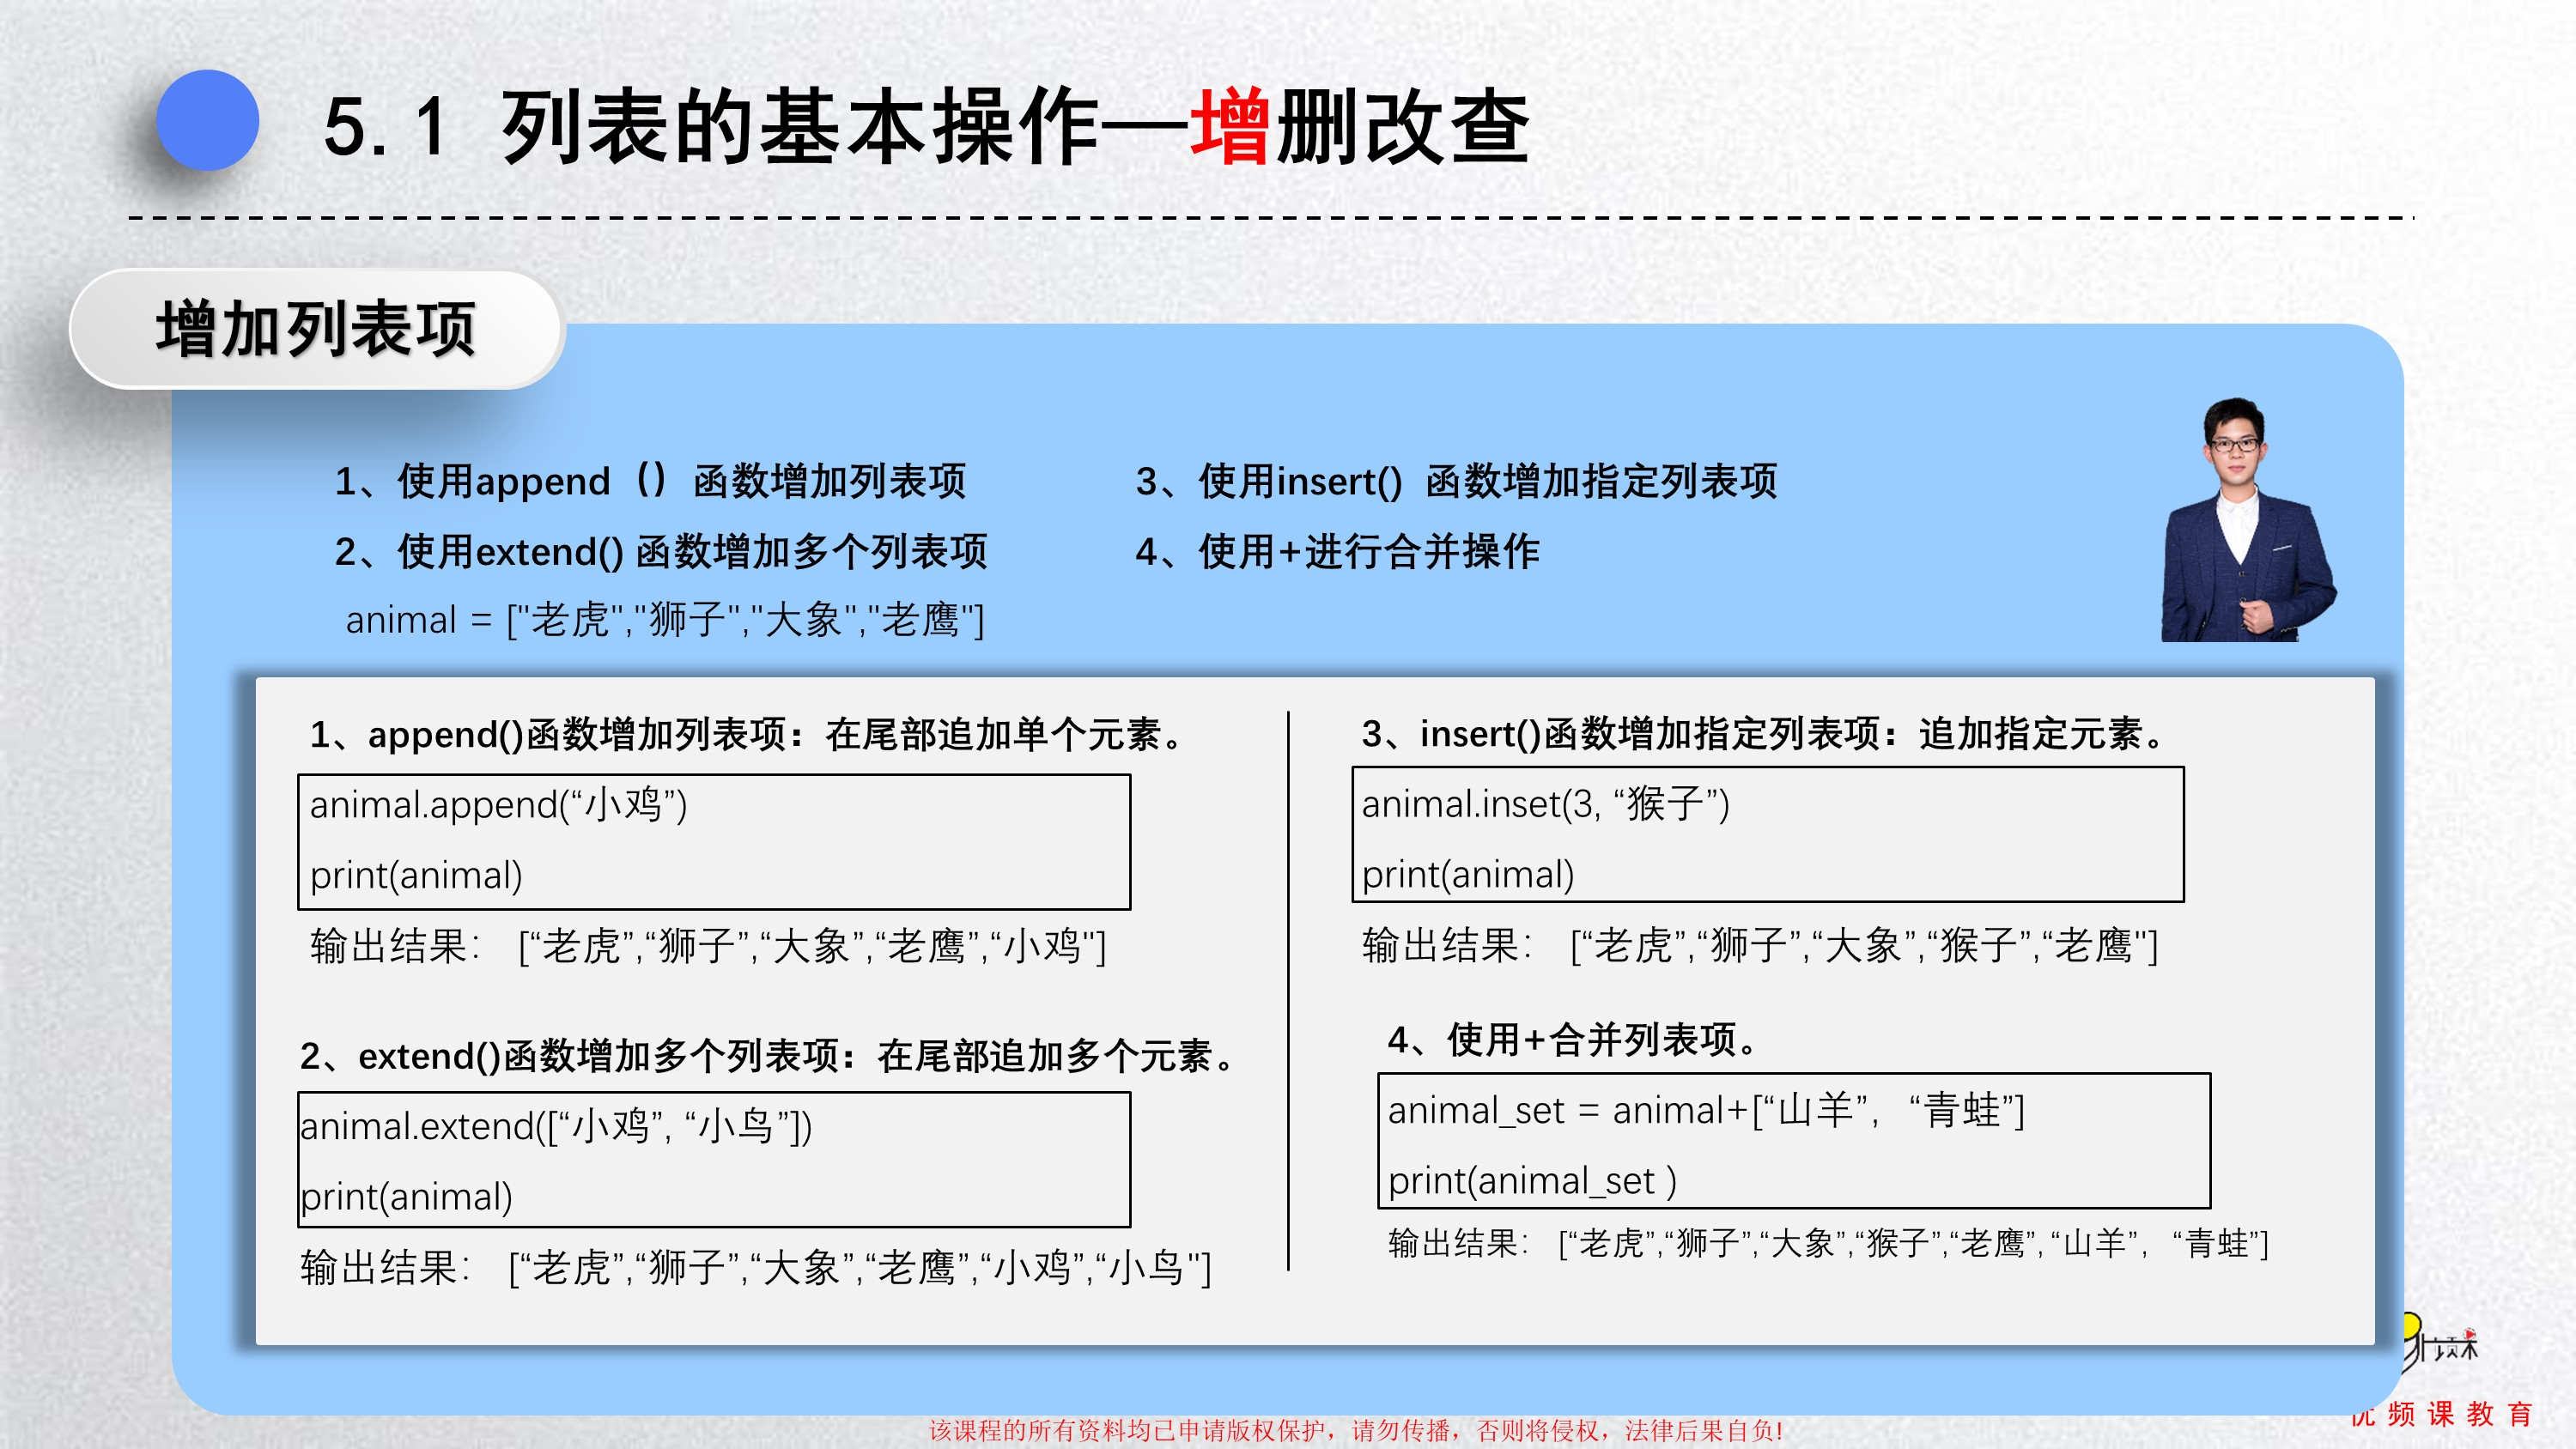 5.1 列表的基本操作—增删改查
增加列表项
1、使用append（）函数增加列表项
2、使用extend() 函数增加多个列表项
3、使用insert() 函数增加指定列表项
4、使用+进行合并操作
animal = ["老虎","狮子","大象","老鹰"]
1、append()函数增加列表项：在尾部追加单个元素。
animal.append(“小鸡”)
print(animal)
输出结果： [“老虎”,“狮子”,“大象”,“老鹰”,“小鸡"]
2、extend()函数增加多个列表项：在尾部追加多个元素。
animal.extend([“小鸡”, “小鸟”])
print(animal)
输出结果： [“老虎”,“狮子”,“大象”,“老鹰”,“小鸡”,“小鸟"]
3、insert()函数增加指定列表项：追加指定元素。
animal.inset(3, “猴子”)
print(animal)
输出结果： [“老虎”,“狮子”,“大象”,“猴子”,“老鹰"]
4、使用+合并列表项。
animal_set = animal+[“山羊”， “青蛙”]
print(animal_set )
输出结果： [“老虎”,“狮子”,“大象”,“猴子”,“老鹰”, “山羊”， “青蛙”]
优频课教育
该课程的所有资料均已申请版权保护，请勿传播，否则将侵权，法律后果自负!